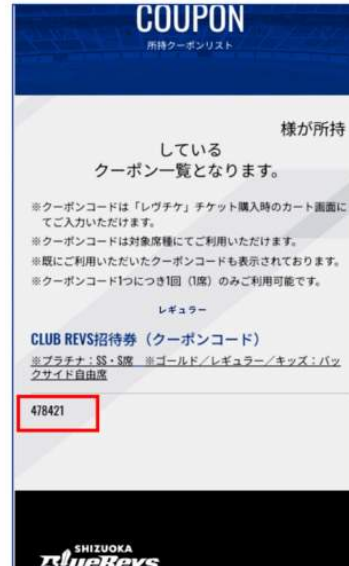 COUPON
所持クーポンリスト
様が所持
している
クーポン一覧となります。
※クーポンコードは「レヴチケ」チケット購入時のカート画面に
てご入力いただけます。
※クーポンコードは対象席種にてご利用いただけます。
※既にご利用いただいたクーポンコードも表示されております。
※クーポンコード1つにつき1回（1席）のみご利用可能です。
レギュラー
CLUB REVS招待券（クーポンコード）
※プラチナ：SS・S席 ※ゴールド／レギュラー／キッズ：バッ
クサイド自由席
478421
SHIZUOKA
BlueRevs